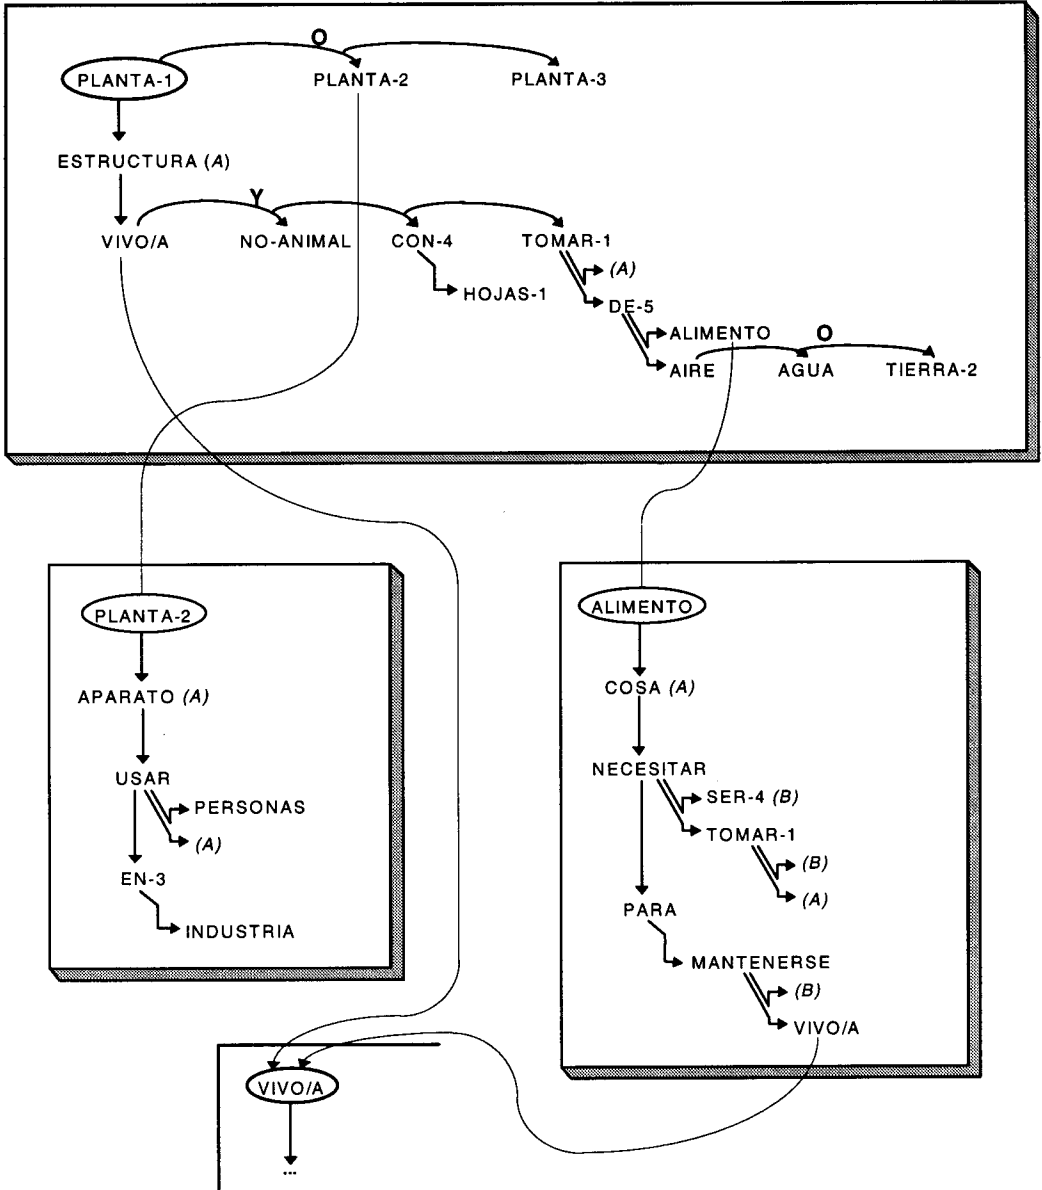 O
PLANTA-1 PLANTA-2 PLANTA-3
ESTRUCTURA (A)
Y
VIVO/A NO-ANIMAL CON-4 TOMAR-1
(A)
HOJAS-1
DE-5
ALIMENTO O
AIRE AGUA TIERRA-2
PLANTA-2
APARATO (A)
USAR
PERSONAS
(A)
EN-3
INDUSTRIA
ALIMENTO
COSA (A)
NECESITAR
SER-4 (B)
TOMAR-1
(B)
(A)
PARA
MANTENERSE
(B)
VIVO/A
VIVO/A
...